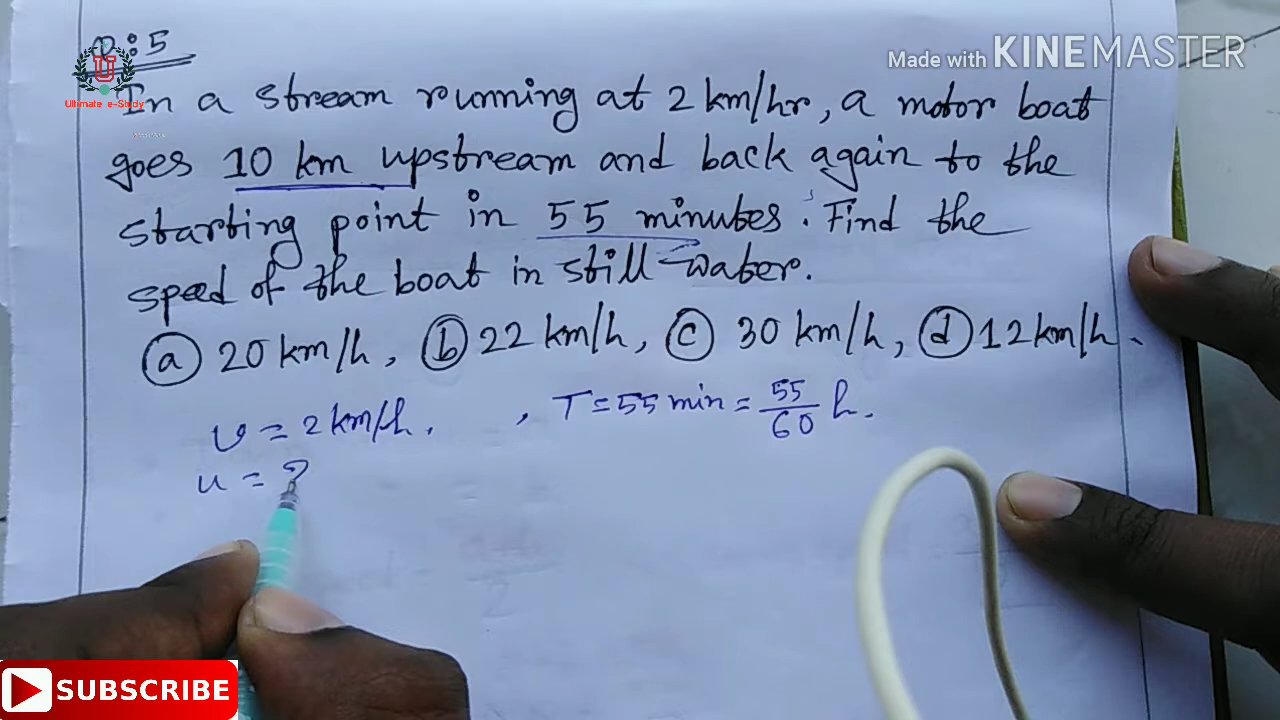 Q:5
Made with KINEMASTER
U
Ultimate e-Study
In a stream running at 2 km/hr, a motor boat
goes 10 km upstream and back again to the
starting point in 55 minutes. Find the
speed of the boat in still water.
(a) 20 km/h, (b) 22 km/h, (c) 30 km/h, (d) 12 km/h.
v = 2 km/h. , T = 55 min = 55/60 h.
u = ?
SUBSCRIBE